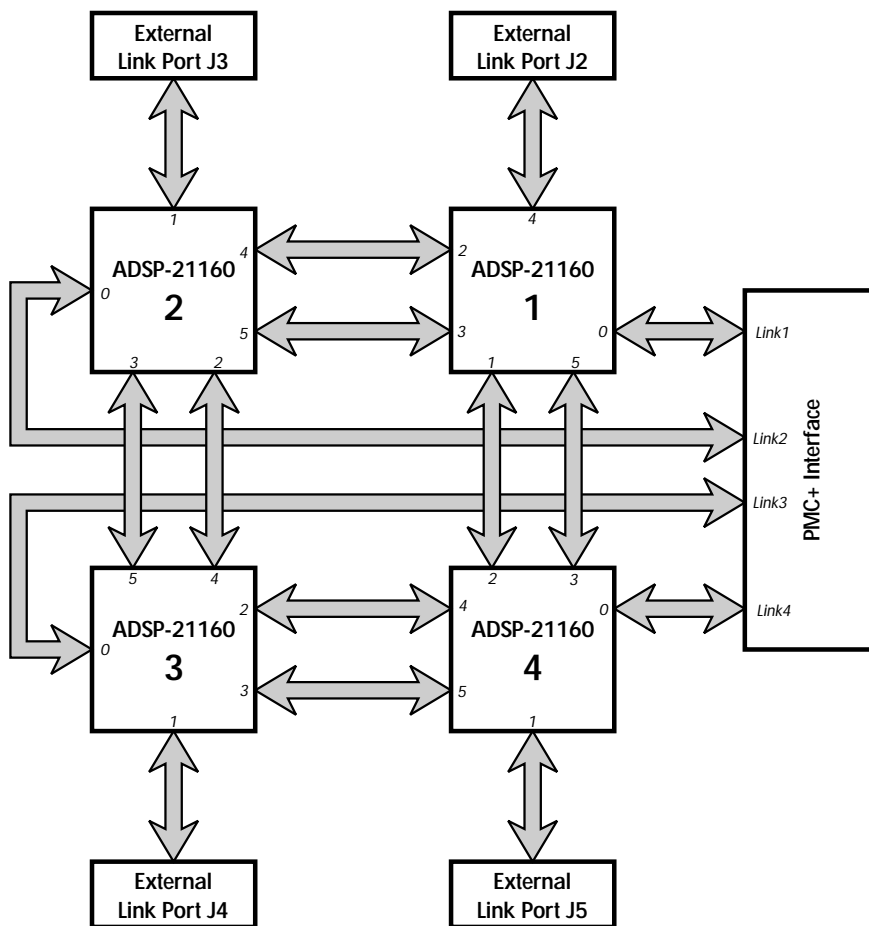 External
Link Port J3
External
Link Port J2
1
4
4
2
ADSP-21160
2
ADSP-21160
1
0
5
3
0
3
2
1
5
Link1
Link2
Link3
Link4
PMC+ Interface
5
4
2
3
ADSP-21160
3
ADSP-21160
4
2
4
0
0
3
5
1
1
External
Link Port J4
External
Link Port J5